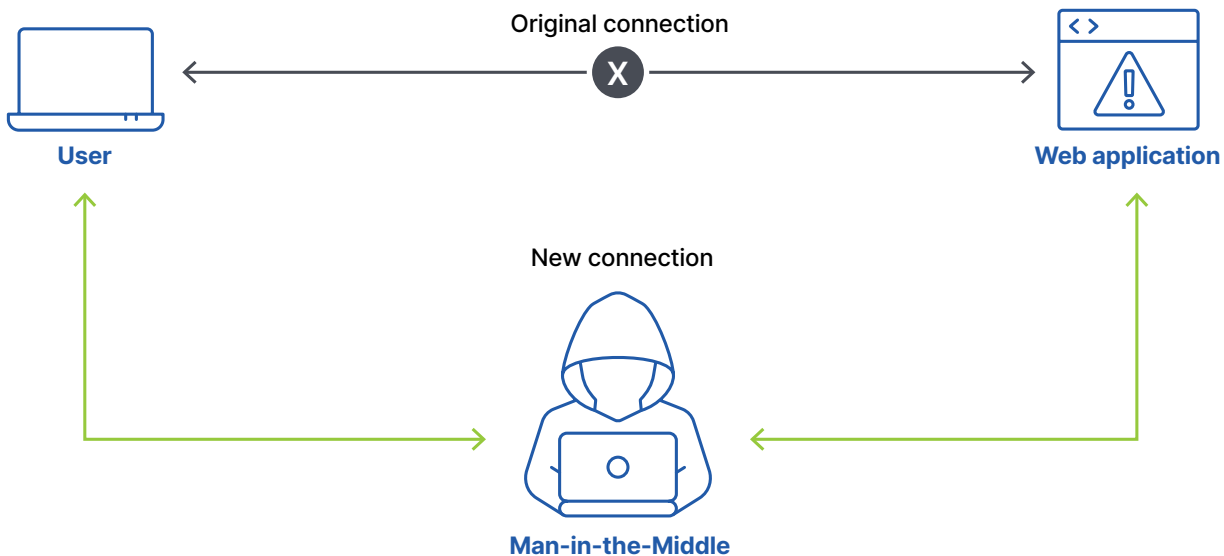 Original connection
X
User
Web application
New connection
Man-in-the-Middle